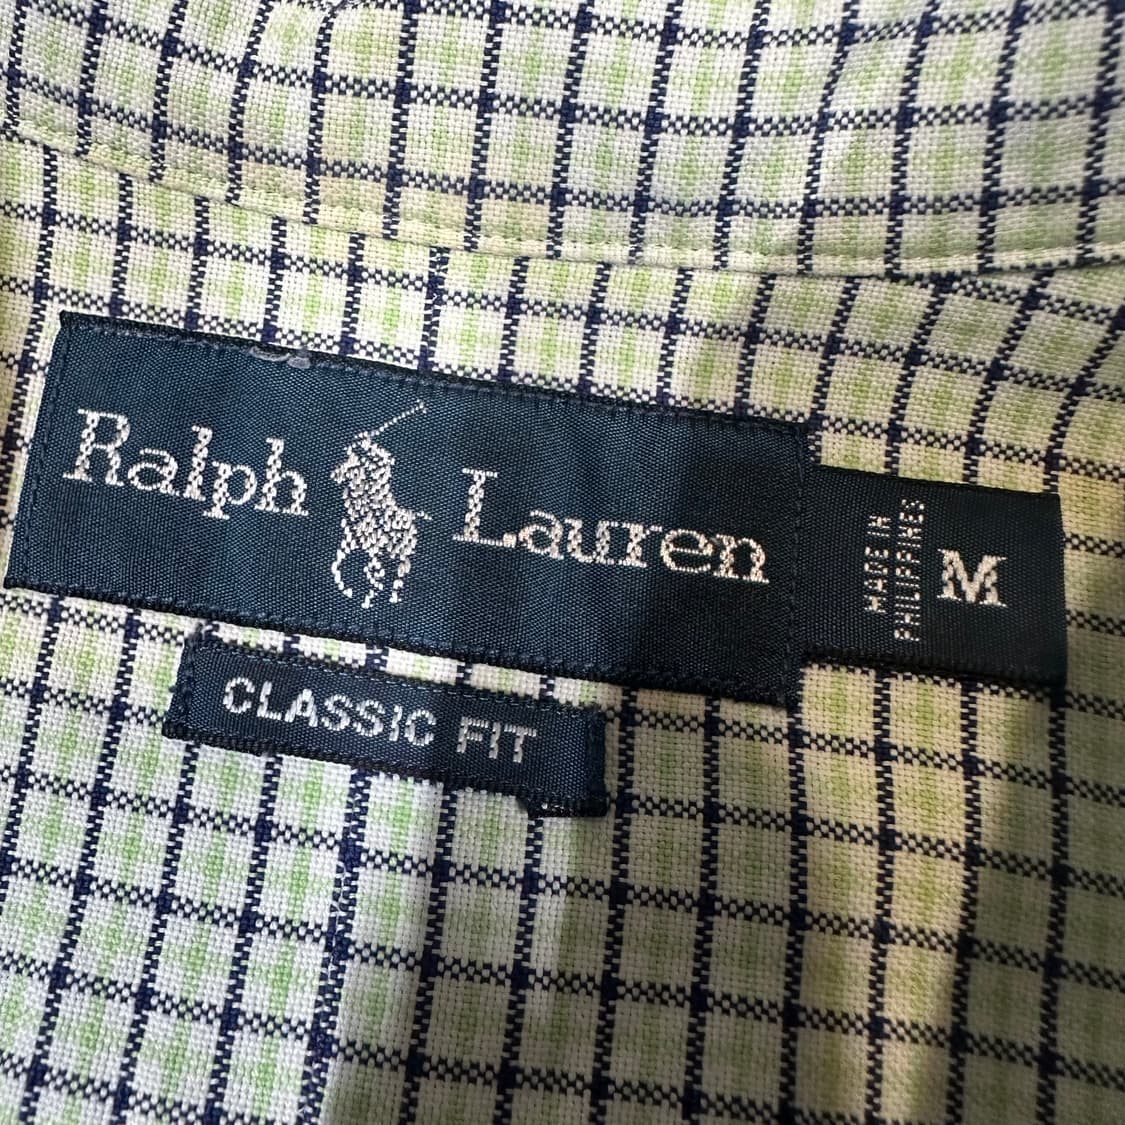 Ralph Lauren
MADE IN
PHILIPPINES
M
CLASSIC FIT